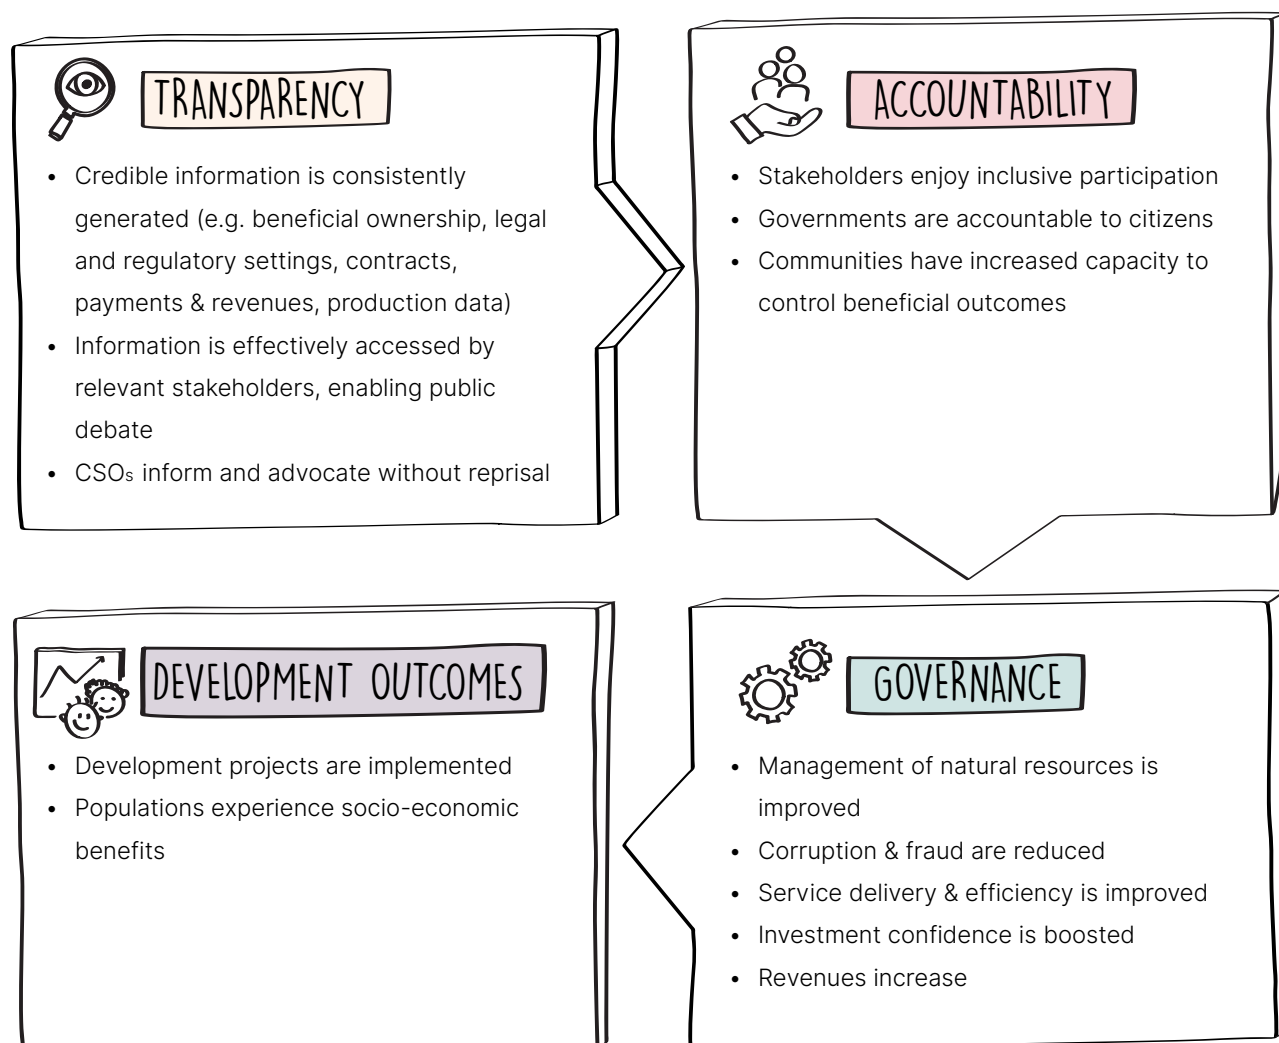 TRANSPARENCY
• Credible information is consistently
generated (e.g. beneficial ownership, legal
and regulatory settings, contracts,
payments & revenues, production data)
• Information is effectively accessed by
relevant stakeholders, enabling public
debate
• CSOs inform and advocate without reprisal
ACCOUNTABILITY
• Stakeholders enjoy inclusive participation
• Governments are accountable to citizens
• Communities have increased capacity to
control beneficial outcomes
DEVELOPMENT OUTCOMES
• Development projects are implemented
• Populations experience socio-economic
benefits
GOVERNANCE
• Management of natural resources is
improved
• Corruption & fraud are reduced
• Service delivery & efficiency is improved
• Investment confidence is boosted
• Revenues increase